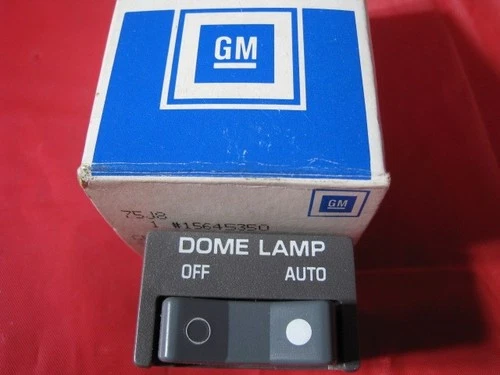 GM
GM
75J8
1 #15645350
DOME LAMP
OFF AUTO